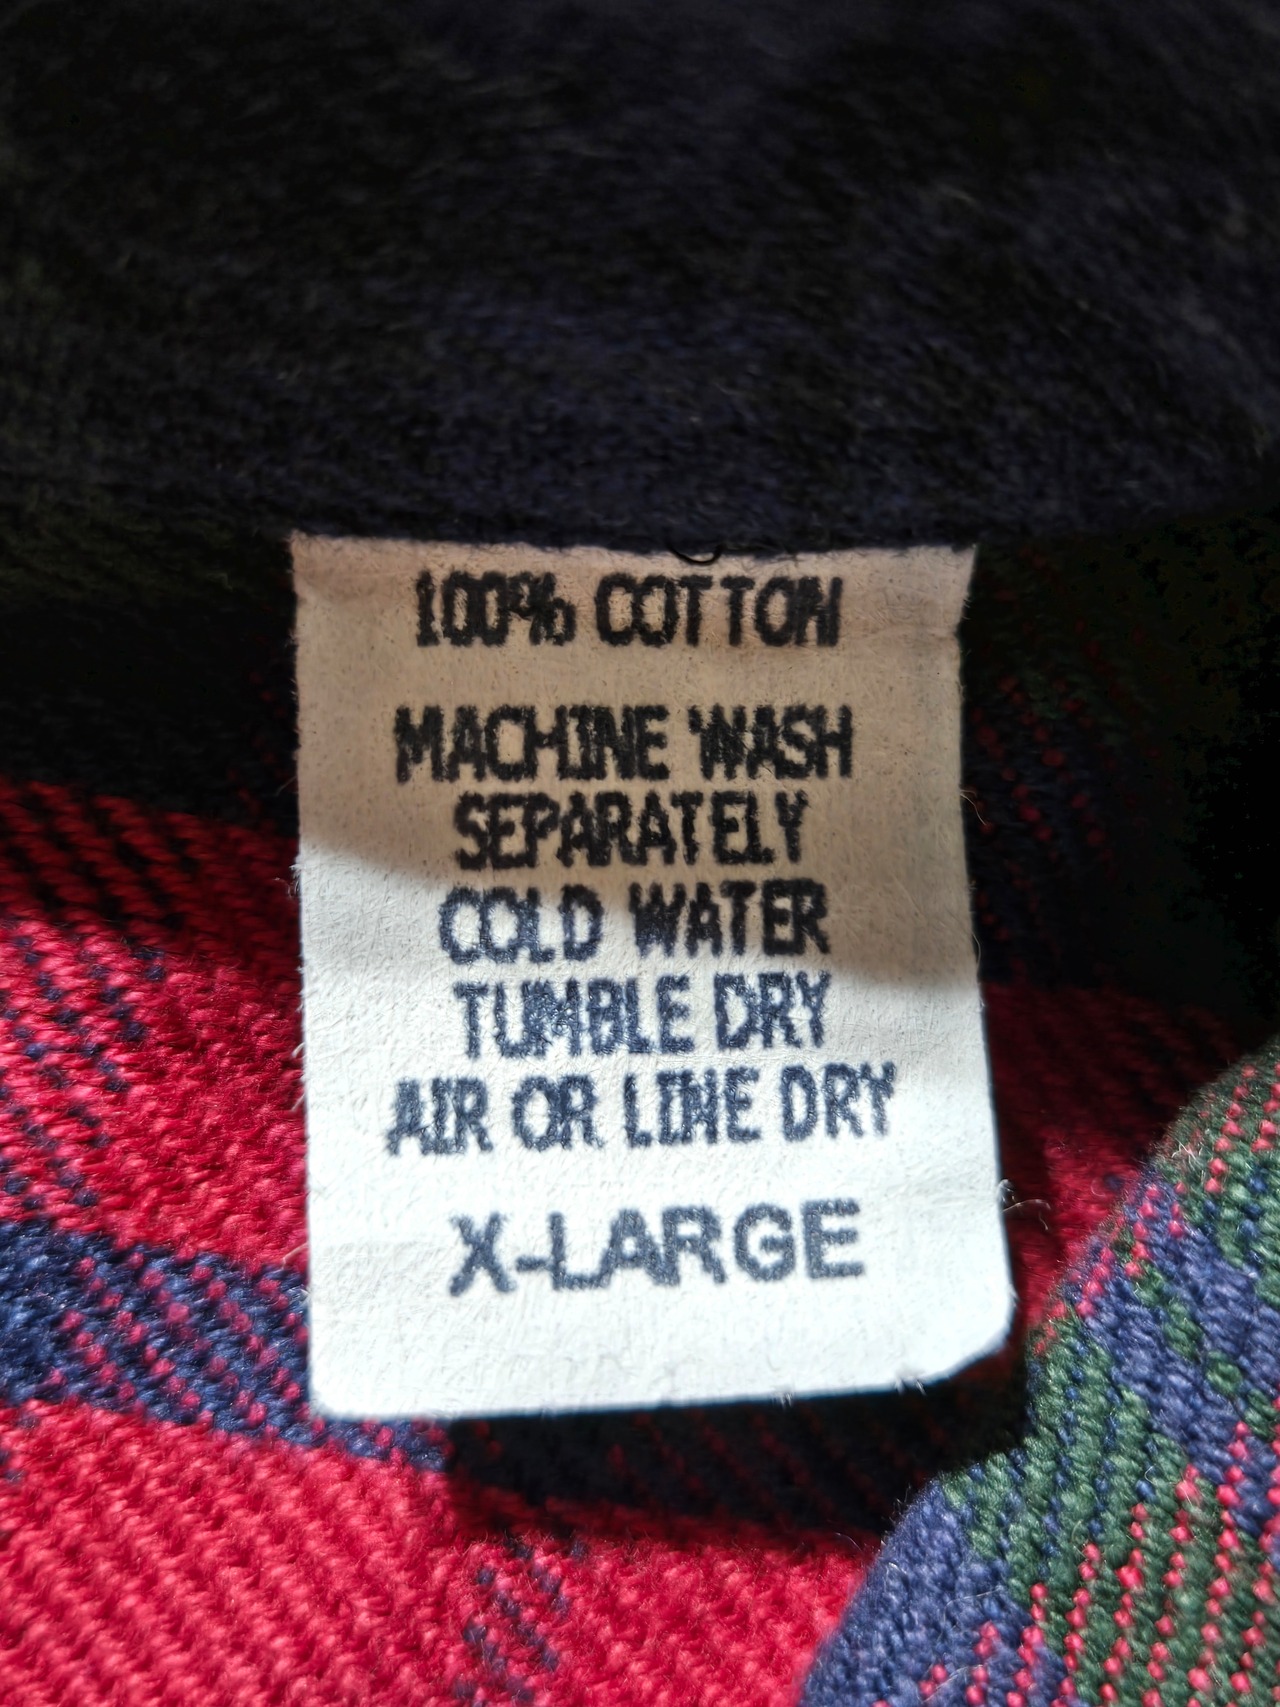 100% COTTON
MACHINE WASH
SEPARATELY
COLD WATER
TUMBLE DRY
AIR OR LINE DRY
X-LARGE